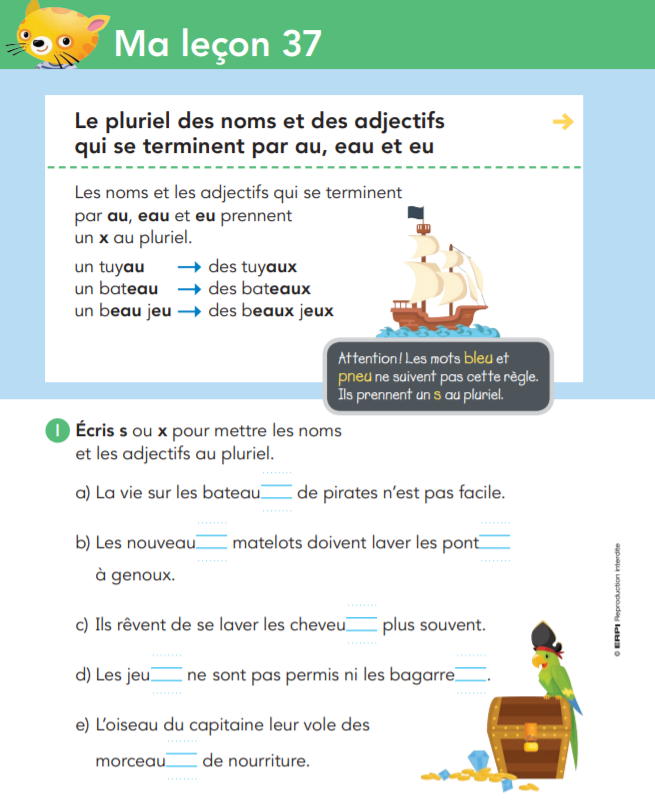 Ma leçon 37
Le pluriel des noms et des adjectifs
qui se terminent par au, eau et eu
Les noms et les adjectifs qui se terminent
par au, eau et eu prennent
un x au pluriel.
un tuyau → des tuyaux
un bateau → des bateaux
un beau jeu → des beaux jeux
Attention! Les mots bleu et
pneu ne suivent pas cette règle.
Ils prennent un s au pluriel.
1 Écris s ou x pour mettre les noms
et les adjectifs au pluriel.
a) La vie sur les bateau___ de pirates n'est pas facile.
b) Les nouveau___ matelots doivent laver les pont___
à genoux.
c) Ils rêvent de se laver les cheveu___ plus souvent.
d) Les jeu___ ne sont pas permis ni les bagarre___.
e) L'oiseau du capitaine leur vole des
morceau___ de nourriture.
© ERPI Reproduction interdite